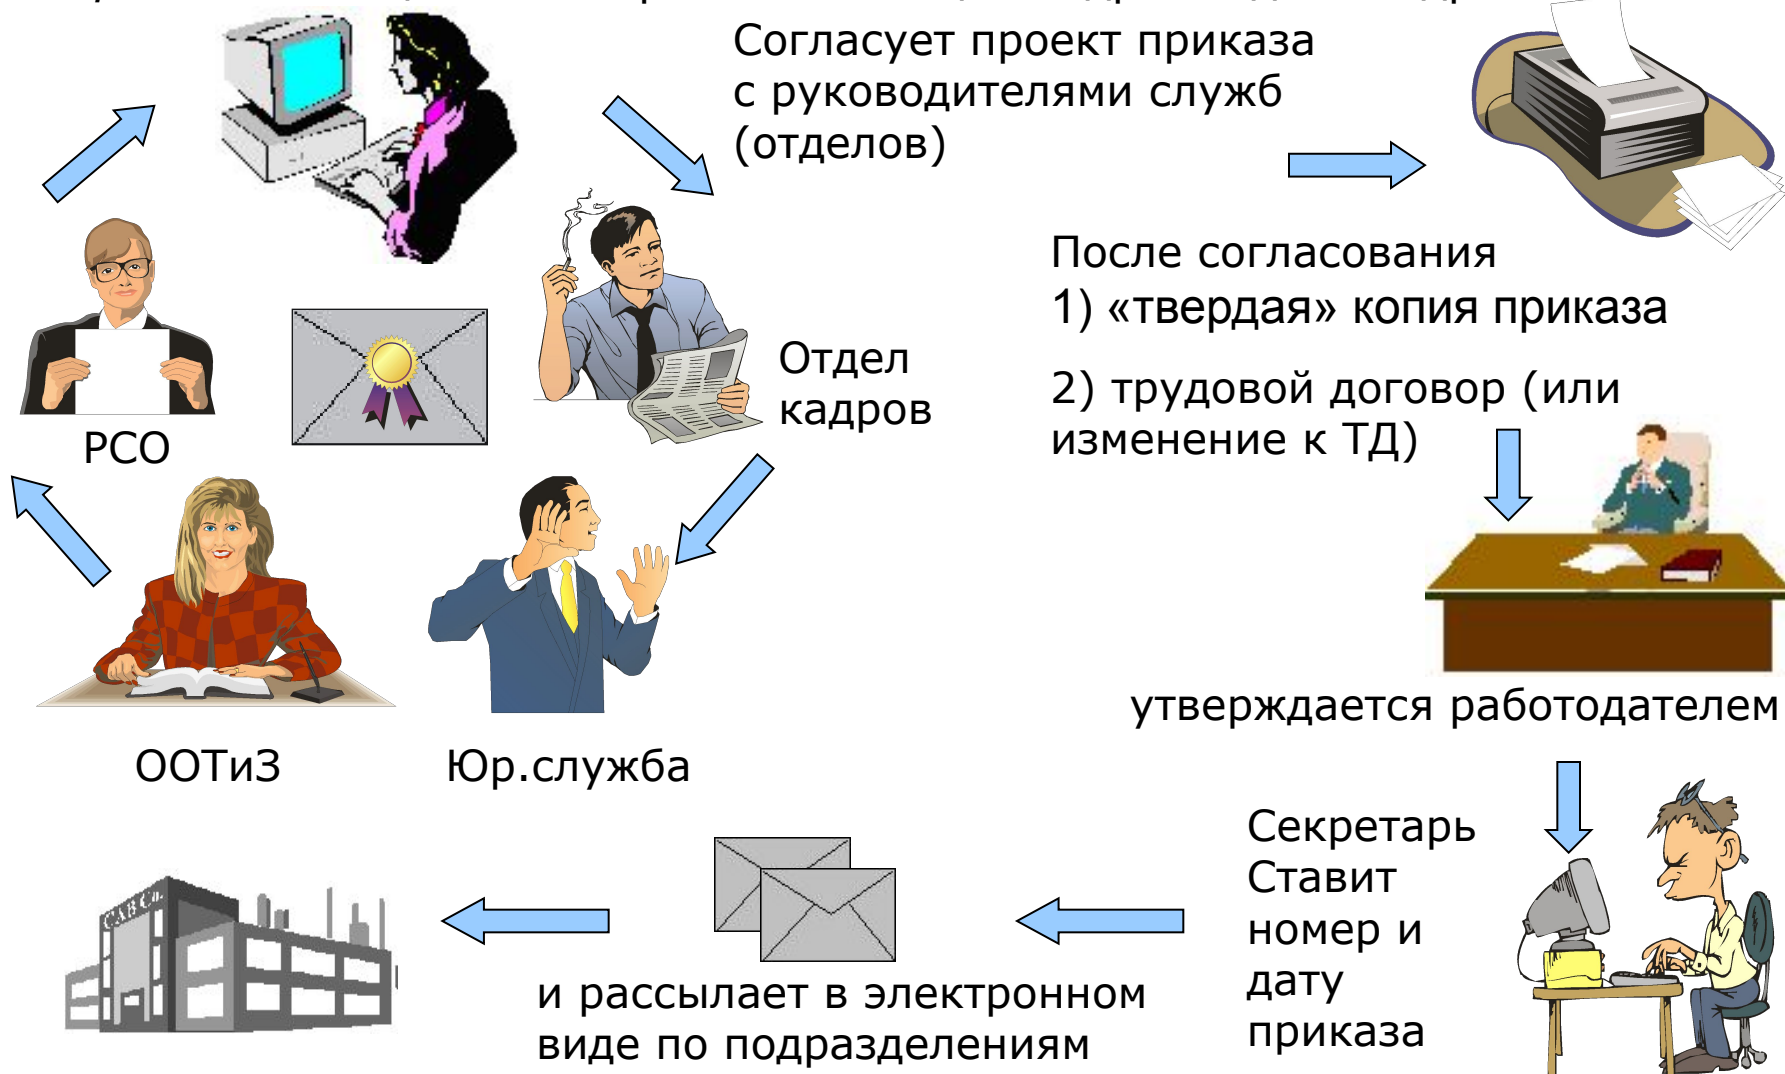 Согласует проект приказа
с руководителями служб
(отделов)
После согласования
1) «твердая» копия приказа
2) трудовой договор (или
изменение к ТД)
Отдел
кадров
РСО
ООТиЗ
Юр.служба
утверждается работодателем
Секретарь
Ставит
номер и
дату
приказа
и рассылает в электронном
виде по подразделениям